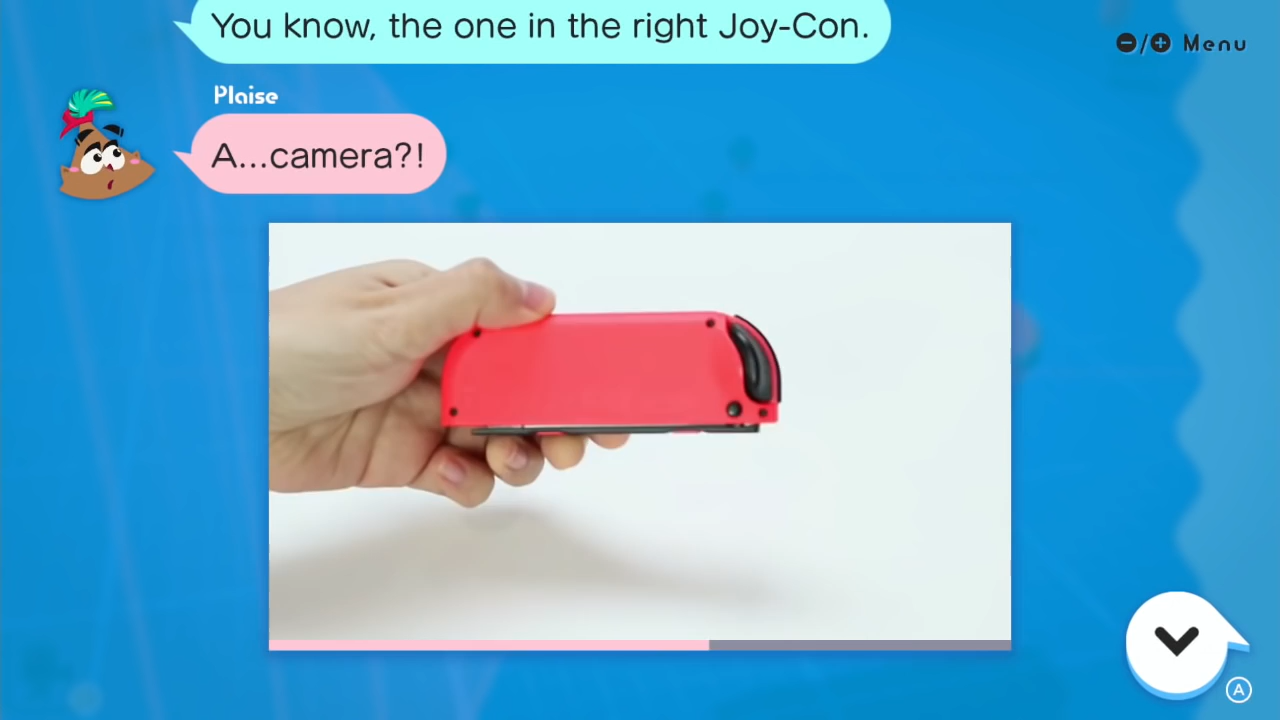 You know, the one in the right Joy-Con.
⊖/⊕ Menu
Plaise
A...camera?!
Ⓐ